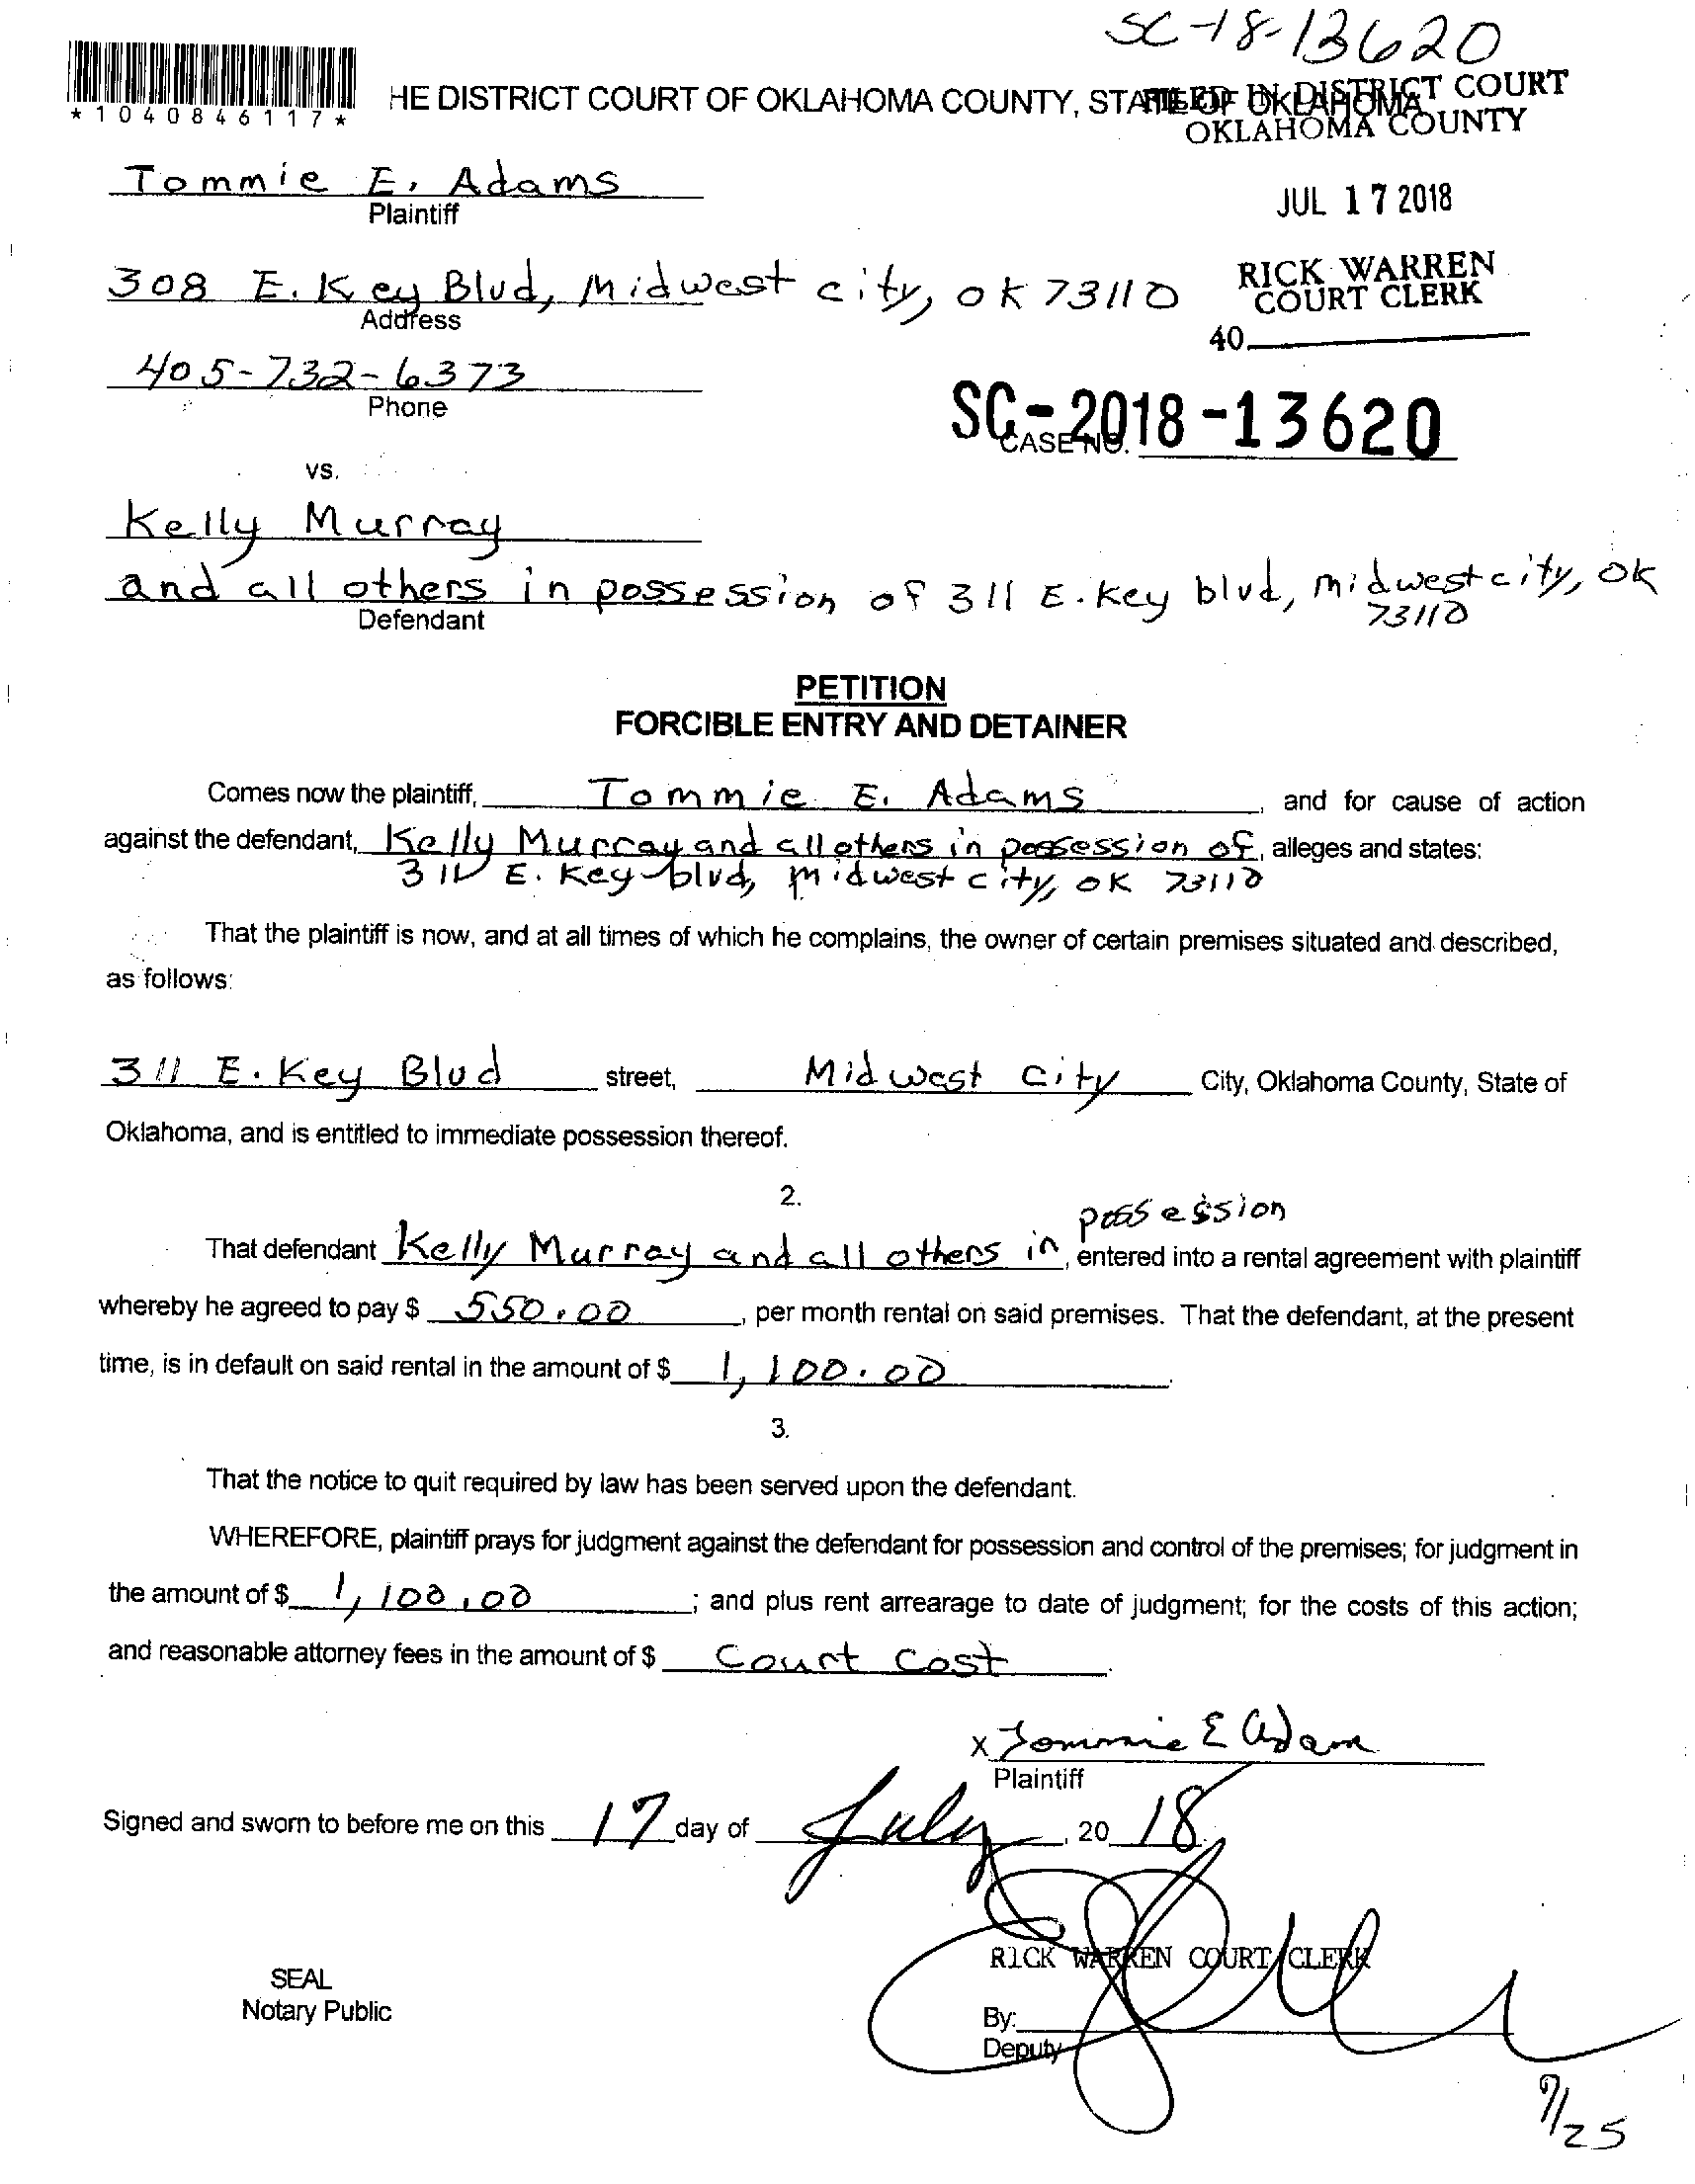 SC-18-13620
*1040846117*
HE DISTRICT COURT OF OKLAHOMA COUNTY, STATE OF OKLAHOMA
FILED IN DISTRICT COURT
OKLAHOMA COUNTY
Tommie E. Adams
Plaintiff
JUL 17 2018
308 E. Key Blvd, Midwest city, OK 73110
Address
RICK WARREN
COURT CLERK
40
405-732-6373
Phone
SC-2018-13620
CASE NO.
vs.
Kelly Murray
and all others in possession of 311 E. Key blvd, Midwest city, OK
73110
Defendant
PETITION
FORCIBLE ENTRY AND DETAINER
Comes now the plaintiff, Tommie E. Adams, and for cause of action
against the defendant, Kelly Murray and all others in possession of, alleges and states:
311 E. Key blvd, Midwest city, OK 73110
That the plaintiff is now, and at all times of which he complains, the owner of certain premises situated and described,
as follows:
311 E. Key Blvd street, Midwest City City, Oklahoma County, State of
Oklahoma, and is entitled to immediate possession thereof.
2.
possession
That defendant Kelly Murray and all others in, entered into a rental agreement with plaintiff
whereby he agreed to pay $ 550.00, per month rental on said premises. That the defendant, at the present
time, is in default on said rental in the amount of $ 1,100.00.
3.
That the notice to quit required by law has been served upon the defendant.
WHEREFORE, plaintiff prays for judgment against the defendant for possession and control of the premises; for judgment in
the amount of $ 1,100.00; and plus rent arrearage to date of judgment; for the costs of this action;
and reasonable attorney fees in the amount of $ Court Cost.
x Tommie E Adam
Plaintiff
Signed and sworn to before me on this 17 day of July, 20 18.
RICK WARREN COURT CLERK
SEAL
Notary Public
By:
Deputy
7/25